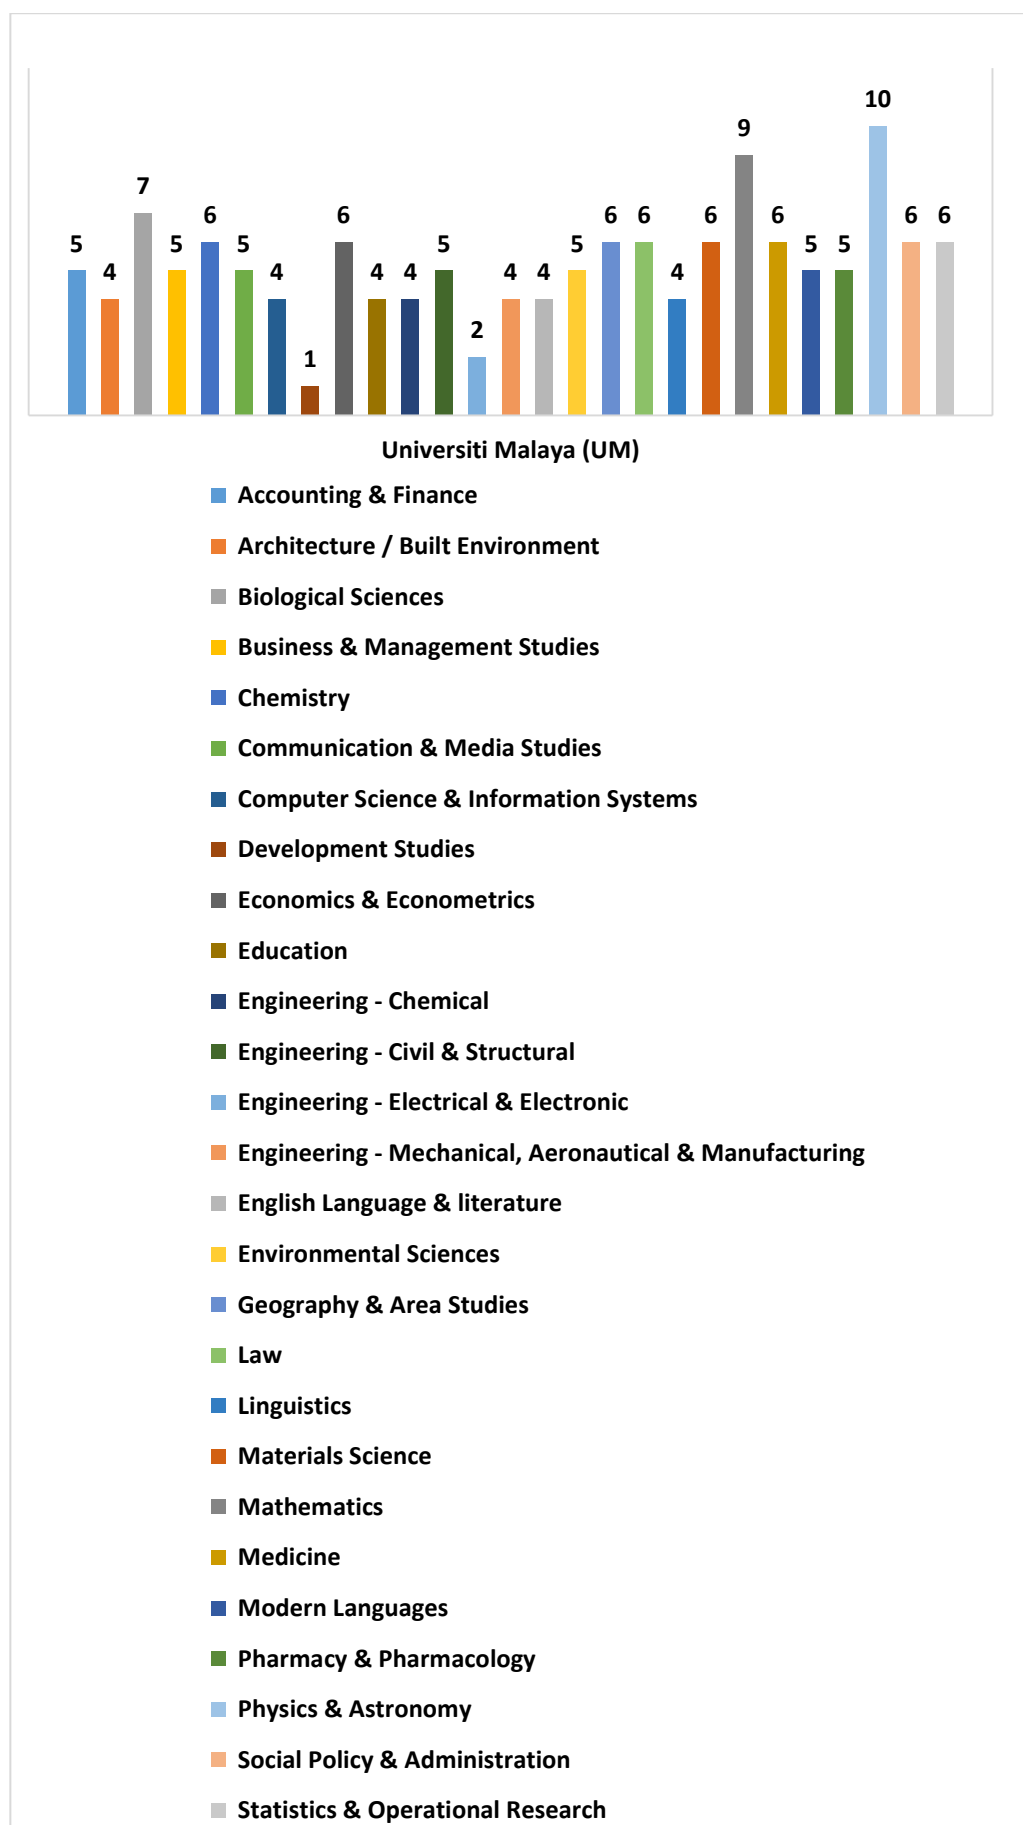 10
9
7
6 6 6 6 6 6 6
5 5 5 5 5 5 5
4 4 4 4 4 4 4
2
1
Universiti Malaya (UM)
Accounting & Finance
Architecture / Built Environment
Biological Sciences
Business & Management Studies
Chemistry
Communication & Media Studies
Computer Science & Information Systems
Development Studies
Economics & Econometrics
Education
Engineering - Chemical
Engineering - Civil & Structural
Engineering - Electrical & Electronic
Engineering - Mechanical, Aeronautical & Manufacturing
English Language & literature
Environmental Sciences
Geography & Area Studies
Law
Linguistics
Materials Science
Mathematics
Medicine
Modern Languages
Pharmacy & Pharmacology
Physics & Astronomy
Social Policy & Administration
Statistics & Operational Research